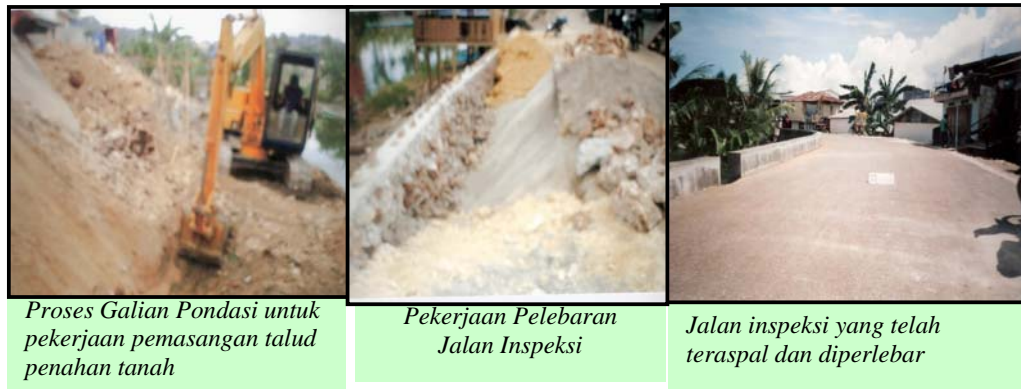 Proses Galian Pondasi untuk
pekerjaan pemasangan talud
penahan tanah
Pekerjaan Pelebaran
Jalan Inspeksi
Jalan inspeksi yang telah
teraspal dan diperlebar